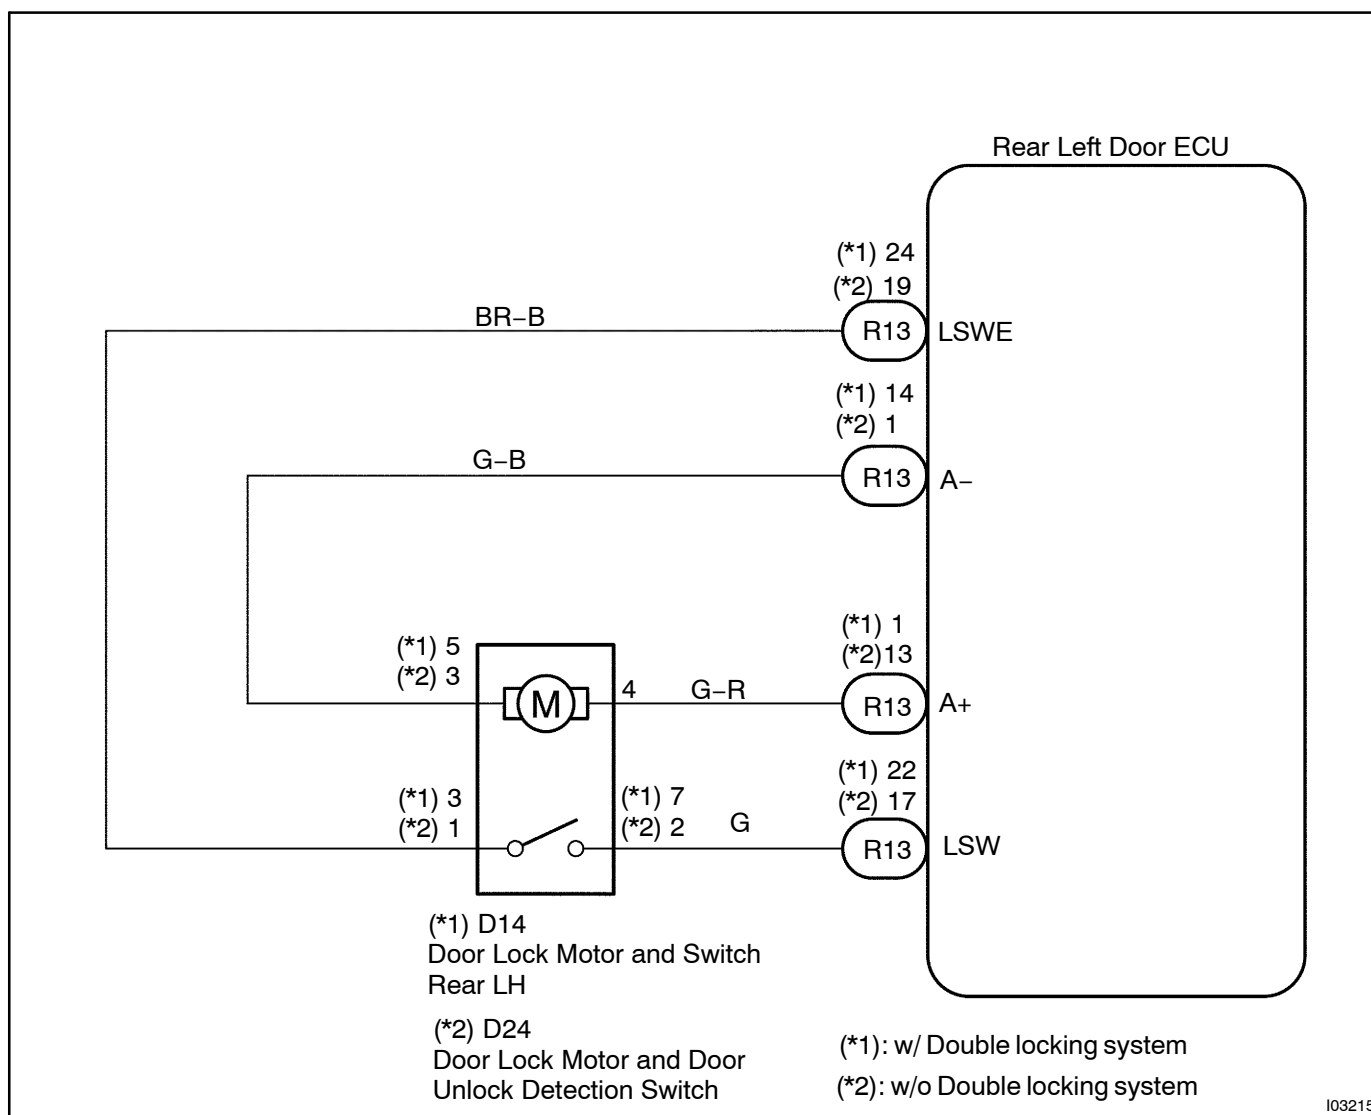 Rear Left Door ECU
(*1) 24
(*2) 19
BR−B
R13
LSWE
(*1) 14
(*2) 1
G−B
R13
A−
(*1) 5
(*2) 3
M
4
G−R
(*1) 1
(*2)13
R13
A+
(*1) 3
(*2) 1
(*1) 7
(*2) 2
G
(*1) 22
(*2) 17
R13
LSW
(*1) D14
Door Lock Motor and Switch
Rear LH
(*2) D24
Door Lock Motor and Door
Unlock Detection Switch
(*1): w/ Double locking system
(*2): w/o Double locking system
I03215